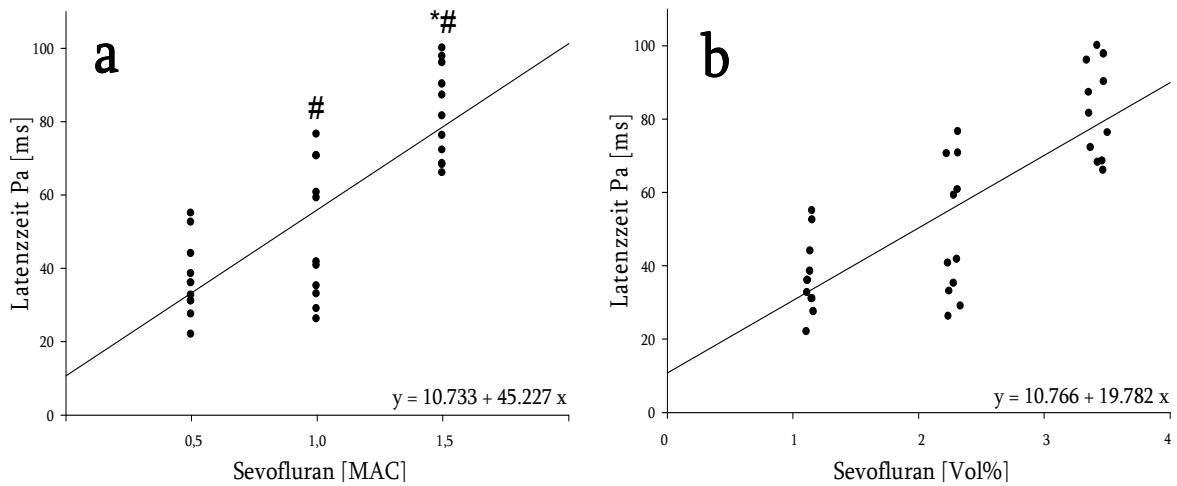 a
#
*#
Latenzzeit Pa [ms]
100
80
60
40
20
0
y = 10.733 + 45.227 x
0,5
1,0
1,5
Sevofluran [MAC]
b
Latenzzeit Pa [ms]
100
80
60
40
20
0
y = 10.766 + 19.782 x
0
1
2
3
4
Sevofluran [Vol%]